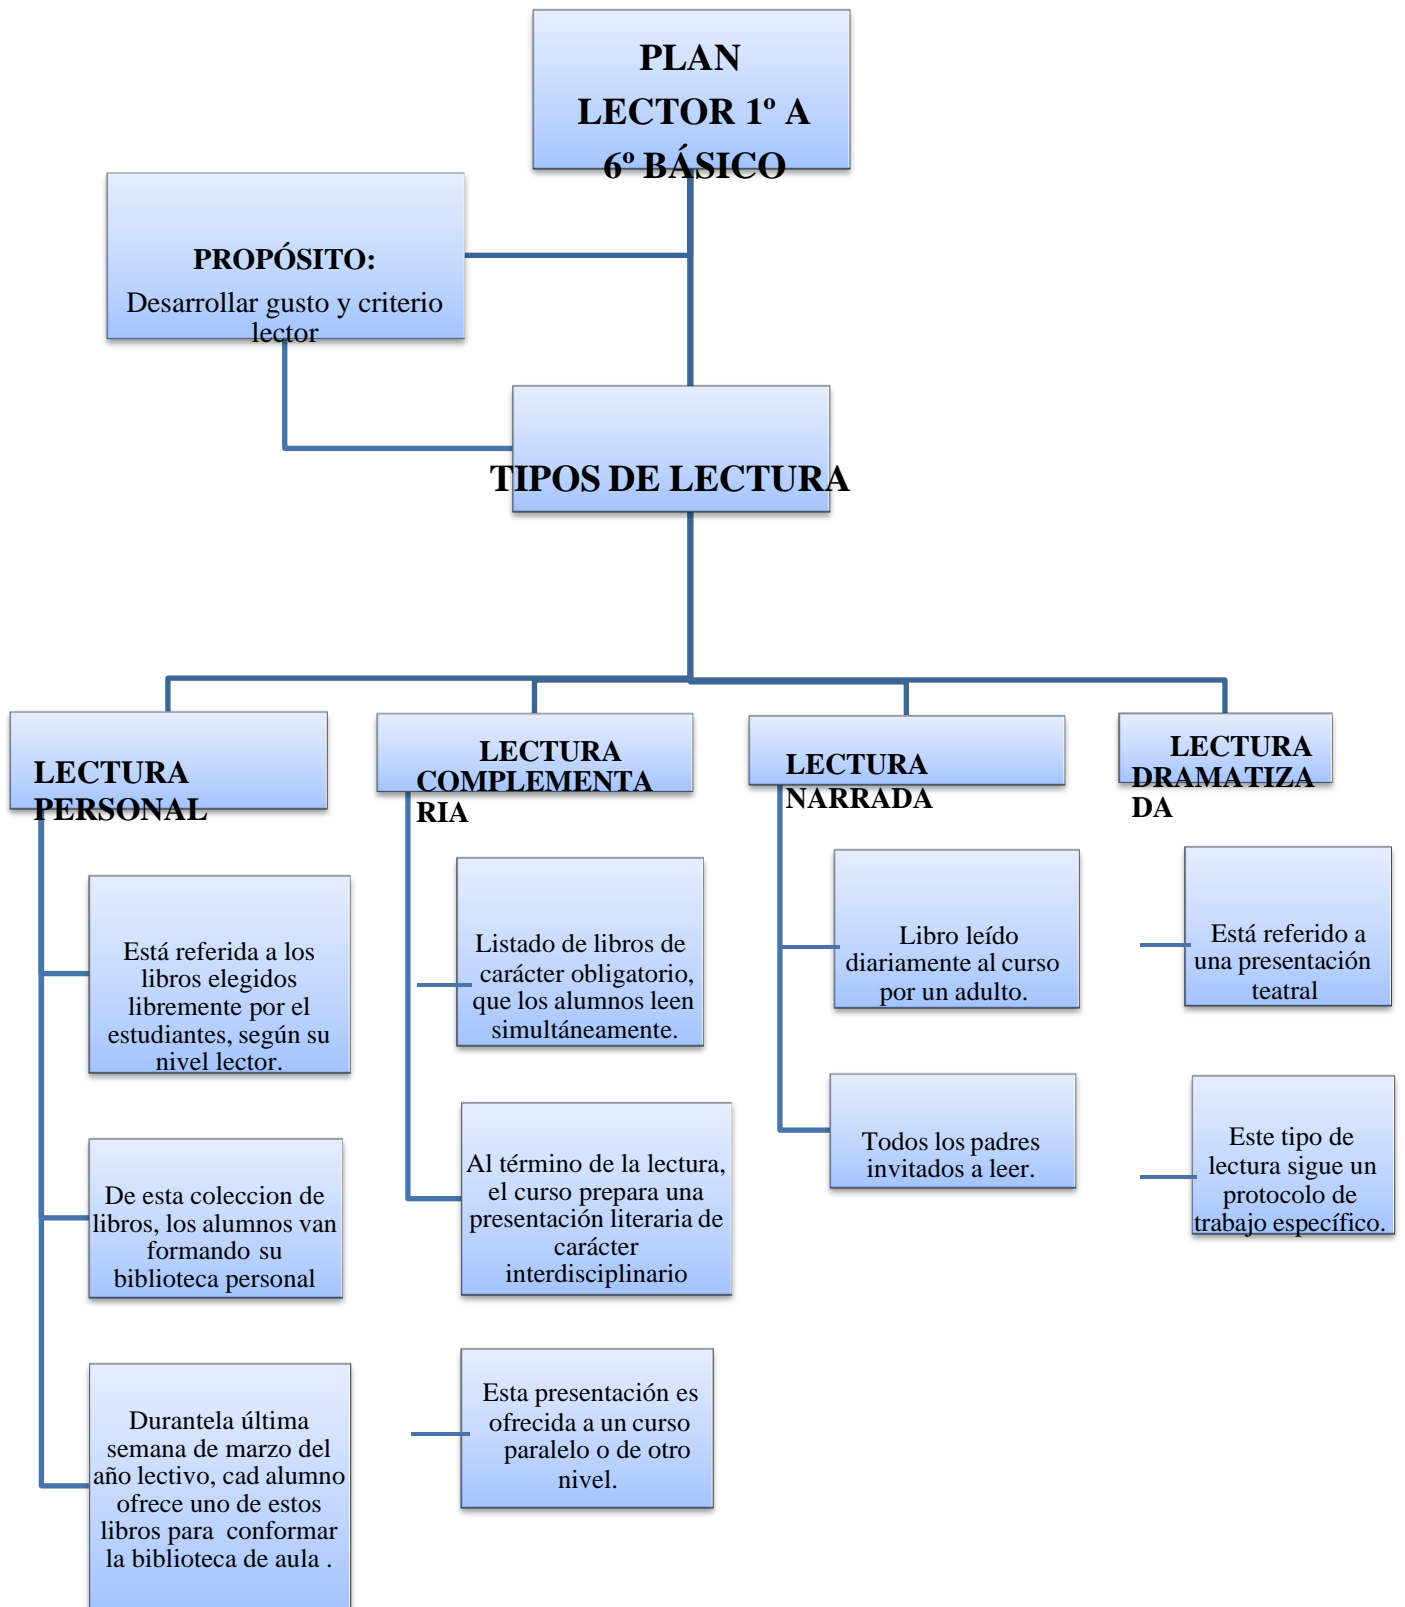 PLAN
LECTOR 1º A
6º BÁSICO
PROPÓSITO:
Desarrollar gusto y criterio
lector
TIPOS DE LECTURA
LECTURA
PERSONAL
Está referida a los
libros elegidos
libremente por el
estudiantes, según su
nivel lector.
De esta coleccion de
libros, los alumnos van
formando su
biblioteca personal
Durantela última
semana de marzo del
año lectivo, cad alumno
ofrece uno de estos
libros para conformar
la biblioteca de aula .
LECTURA
COMPLEMENTA
RIA
Listado de libros de
carácter obligatorio,
que los alumnos leen
simultáneamente.
Al término de la lectura,
el curso prepara una
presentación literaria de
carácter
interdisciplinario
Esta presentación es
ofrecida a un curso
paralelo o de otro
nivel.
LECTURA
NARRADA
Libro leído
diariamente al curso
por un adulto.
Todos los padres
invitados a leer.
LECTURA
DRAMATIZA
DA
Está referido a
una presentación
teatral
Este tipo de
lectura sigue un
protocolo de
trabajo específico.